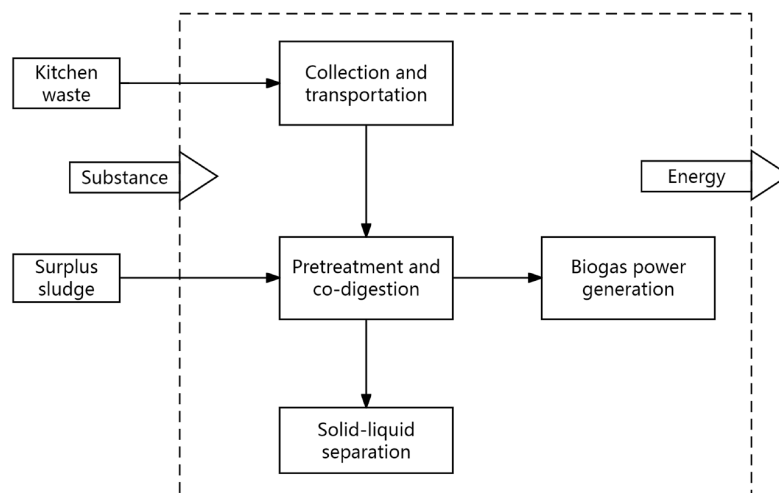 Kitchen
waste
Collection and
transportation
Substance
Energy
Surplus
sludge
Pretreatment and
co-digestion
Biogas power
generation
Solid-liquid
separation